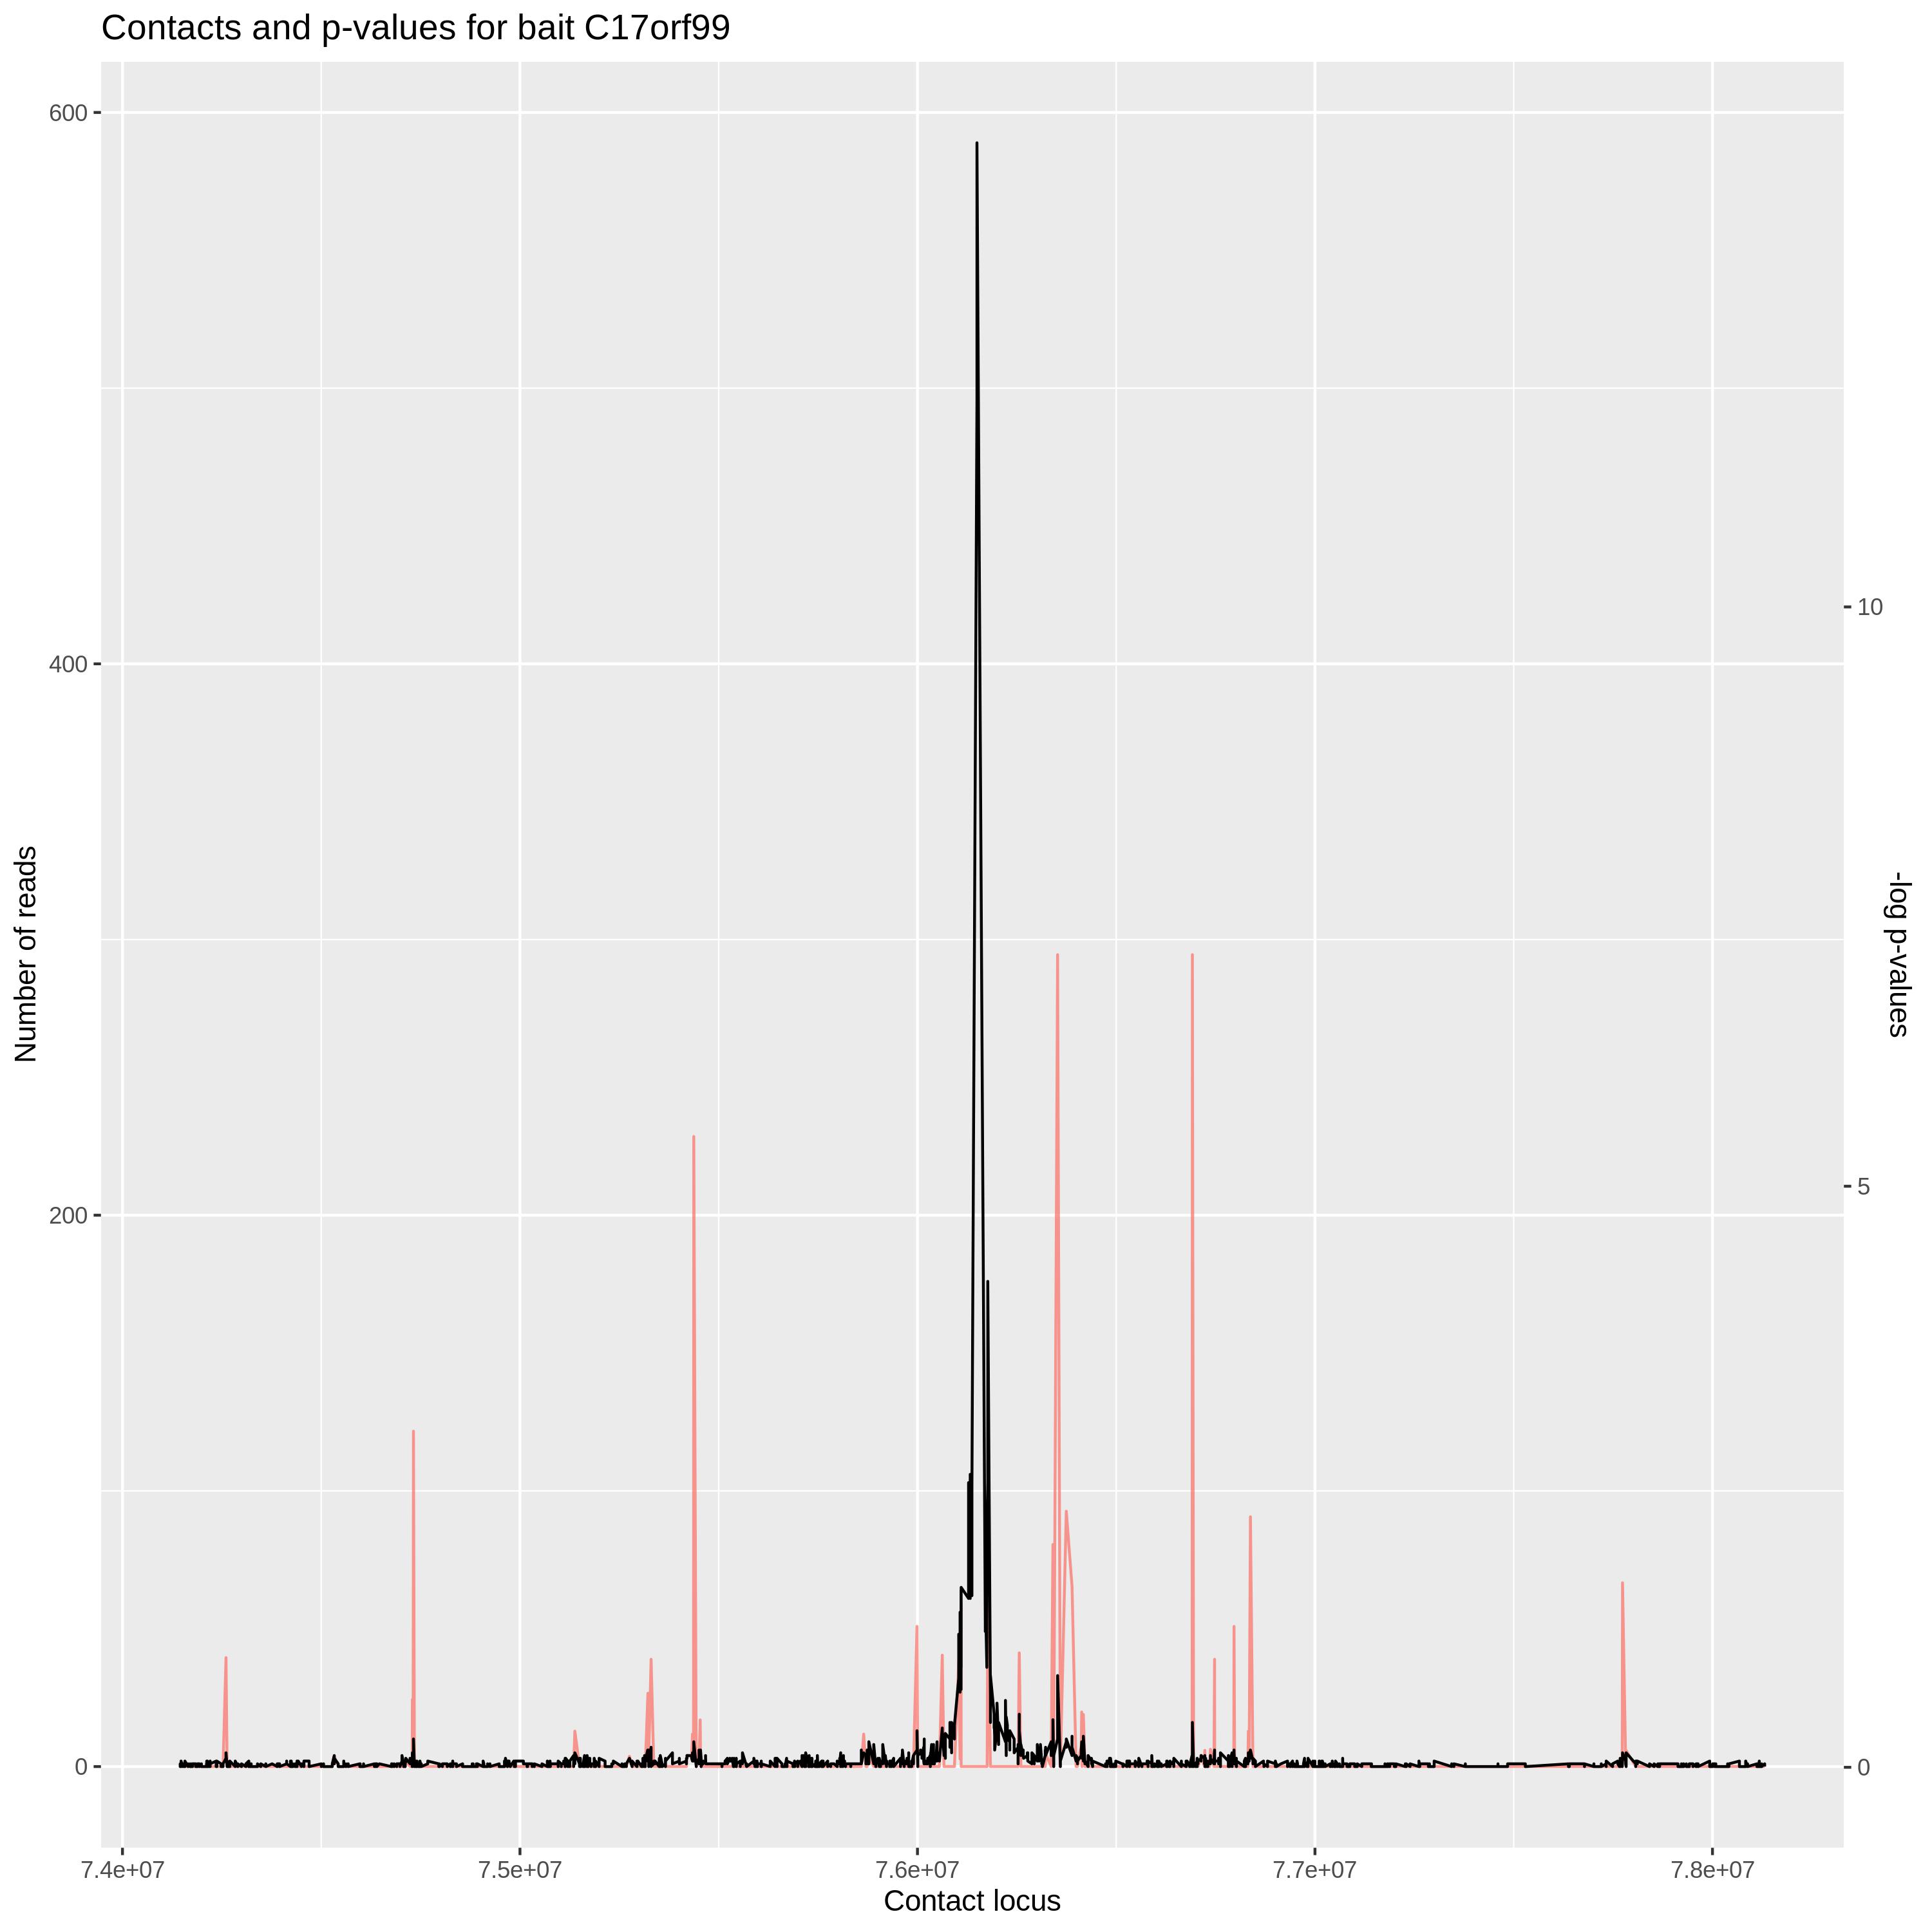 Contacts and p-values for bait C17orf99
600
400
200
0
Number of reads
10
5
0
-log p-values
7.4e+07
7.5e+07
7.6e+07
7.7e+07
7.8e+07
Contact locus